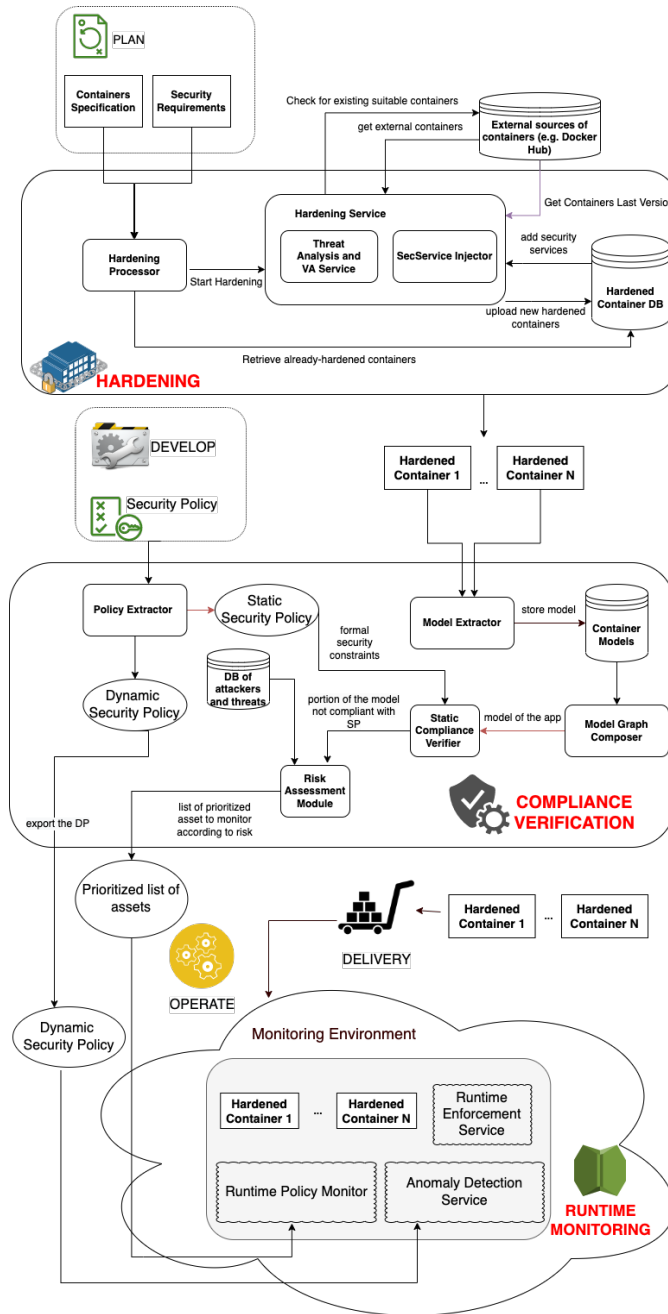 PLAN
Containers
Specification
Security
Requirements
Check for existing suitable containers
get external containers
External sources of
containers (e.g. Docker
Hub)
Get Containers Last Versio
Hardening Service
Threat
Analysis and
VA Service
SecService Injector
Hardening
Processor
Start Hardening
add security
services
Hardened
Container DB
upload new hardened
containers
Retrieve already-hardened containers
HARDENING
DEVELOP
Security Policy
Hardened
Container 1
...
Hardened
Container N
Policy Extractor
Static
Security Policy
formal
security
constraints
Model Extractor
store model
Container
Models
Dynamic
Security Policy
DB of
attackers
and threats
portion of the model
not compliant with
SP
Static
Compliance
Verifier
model of the app
Model Graph
Composer
Risk
Assessment
Module
list of prioritized
asset to monitor
according to risk
export the DP
COMPLIANCE
VERIFICATION
Prioritized list of
assets
DELIVERY
Hardened
Container 1
...
Hardened
Container N
OPERATE
Dynamic
Security Policy
Monitoring Environment
Hardened
Container 1
...
Hardened
Container N
Runtime
Enforcement
Service
Runtime Policy Monitor
Anomaly Detection
Service
RUNTIME
MONITORING